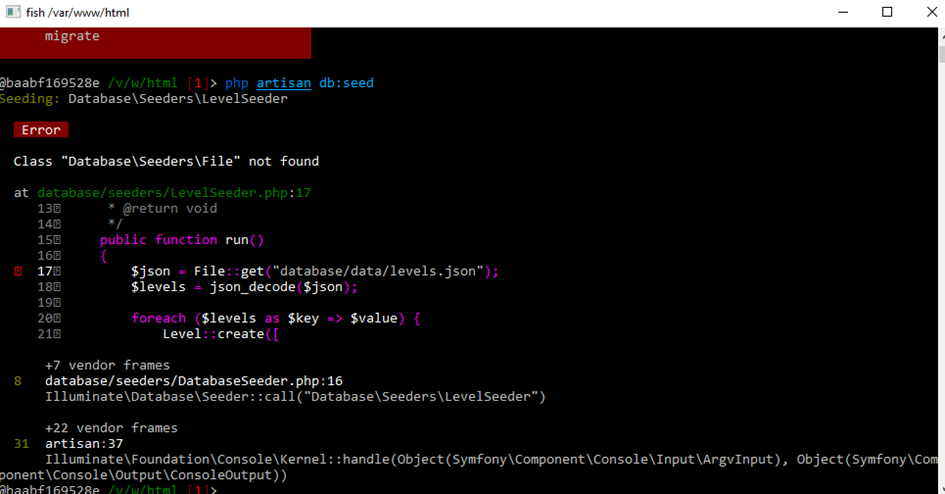 fish /var/www/html
migrate
@baabf169528e /v/w/html [1]> php artisan db:seed
Seeding: Database\Seeders\LevelSeeder
Error
Class "Database\Seeders\File" not found
at database/seeders/LevelSeeder.php:17
13 * @return void
14 */
15 public function run()
16 {
17 $json = File::get("database/data/levels.json");
18 $levels = json_decode($json);
19
20 foreach ($levels as $key => $value) {
21 Level::create([
+7 vendor frames
8 database/seeders/DatabaseSeeder.php:16
Illuminate\Database\Seeder::call("Database\Seeders\LevelSeeder")
+22 vendor frames
31 artisan:37
Illuminate\Foundation\Console\Kernel::handle(Object(Symfony\Component\Console\Input\ArgvInput), Object(Symfony\Com
ponent\Console\Output\ConsoleOutput))
@baabf169528e /v/w/html [1]>